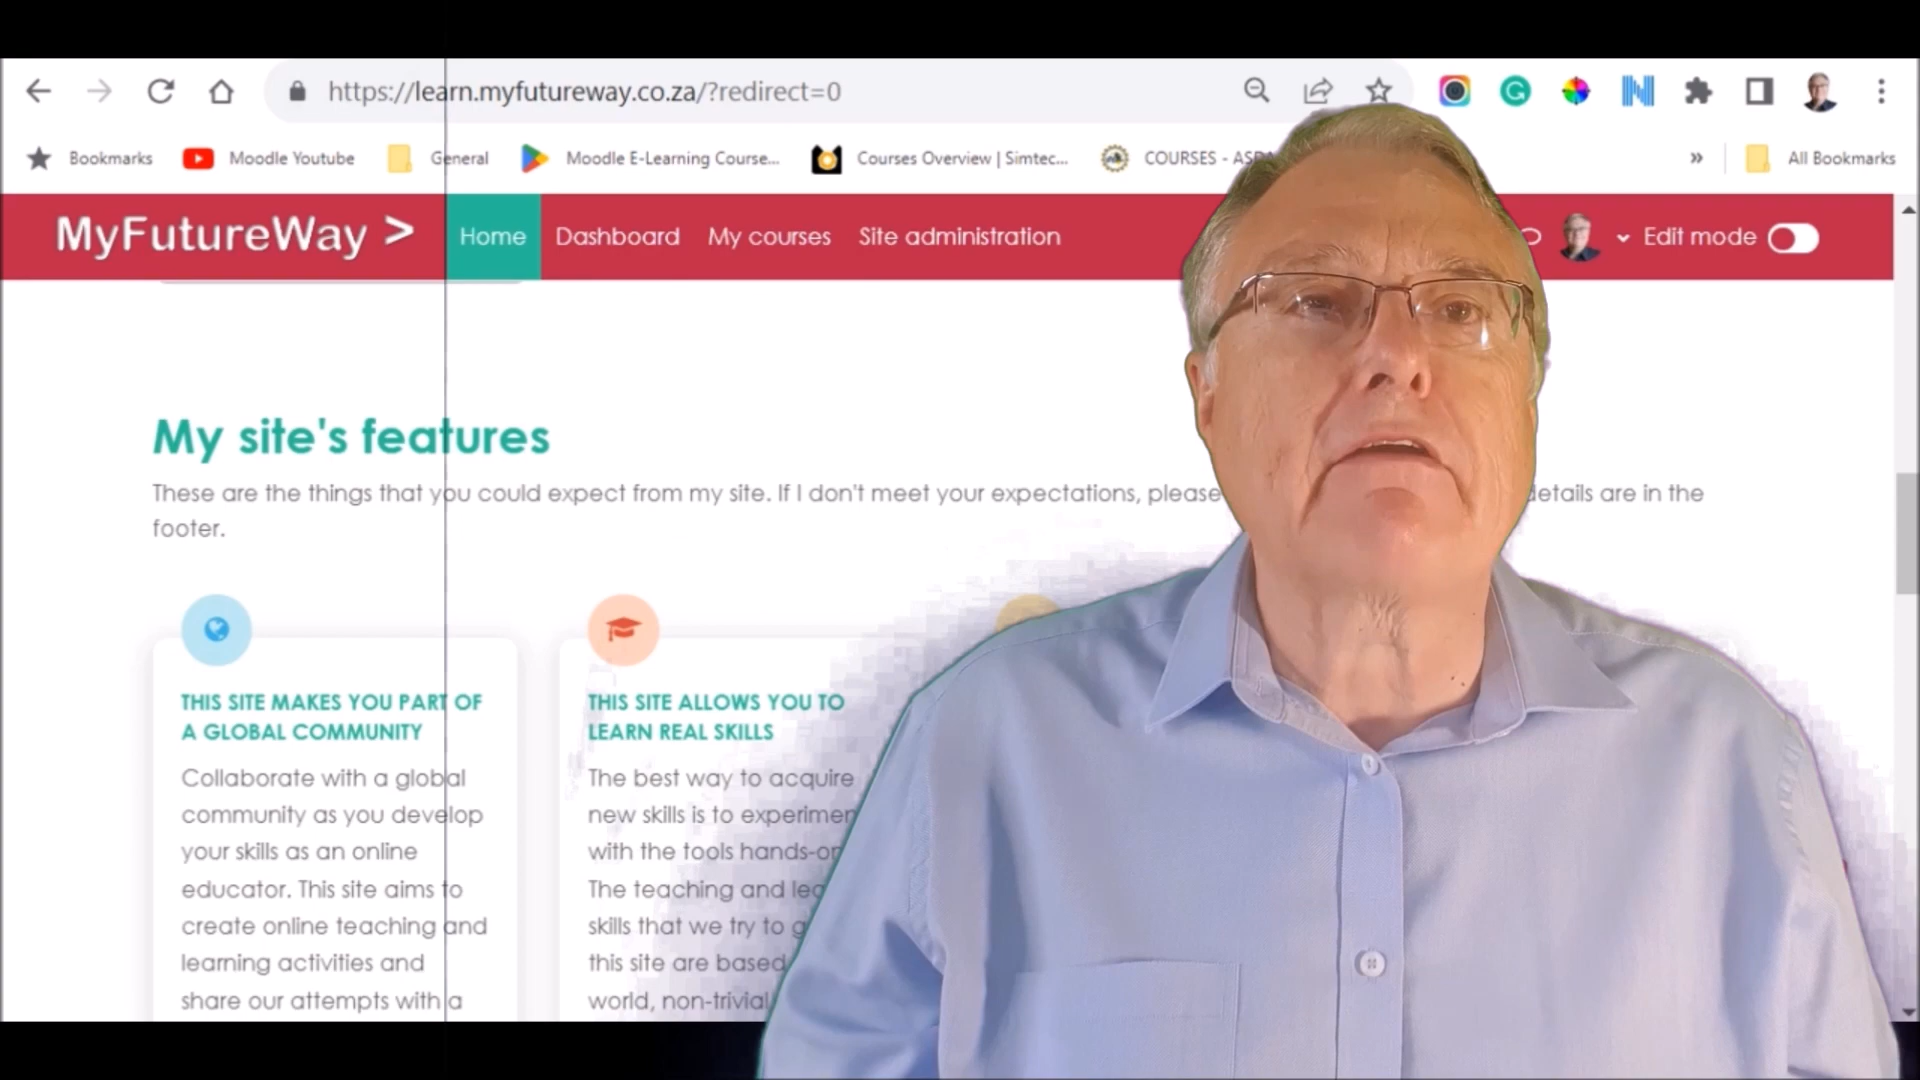 https://learn.myfutureway.co.za/?redirect=0
Bookmarks Moodle Youtube General Moodle E-Learning Course... Courses Overview | Simtec... COURSES - » All Bookmarks
MyFutureWay > Home Dashboard My courses Site administration Edit mode
My site's features
These are the things that you could expect from my site. If I don't meet your expectations, please details are in the
footer.
THIS SITE MAKES YOU PART OF
A GLOBAL COMMUNITY
Collaborate with a global
community as you develop
your skills as an online
educator. This site aims to
create online teaching and
learning activities and
share our attempts with a
THIS SITE ALLOWS YOU TO
LEARN REAL SKILLS
The best way to acquire
new skills is to experimen
with the tools hands-on
The teaching and
skills that we try to
this site are based
world, non-trivial